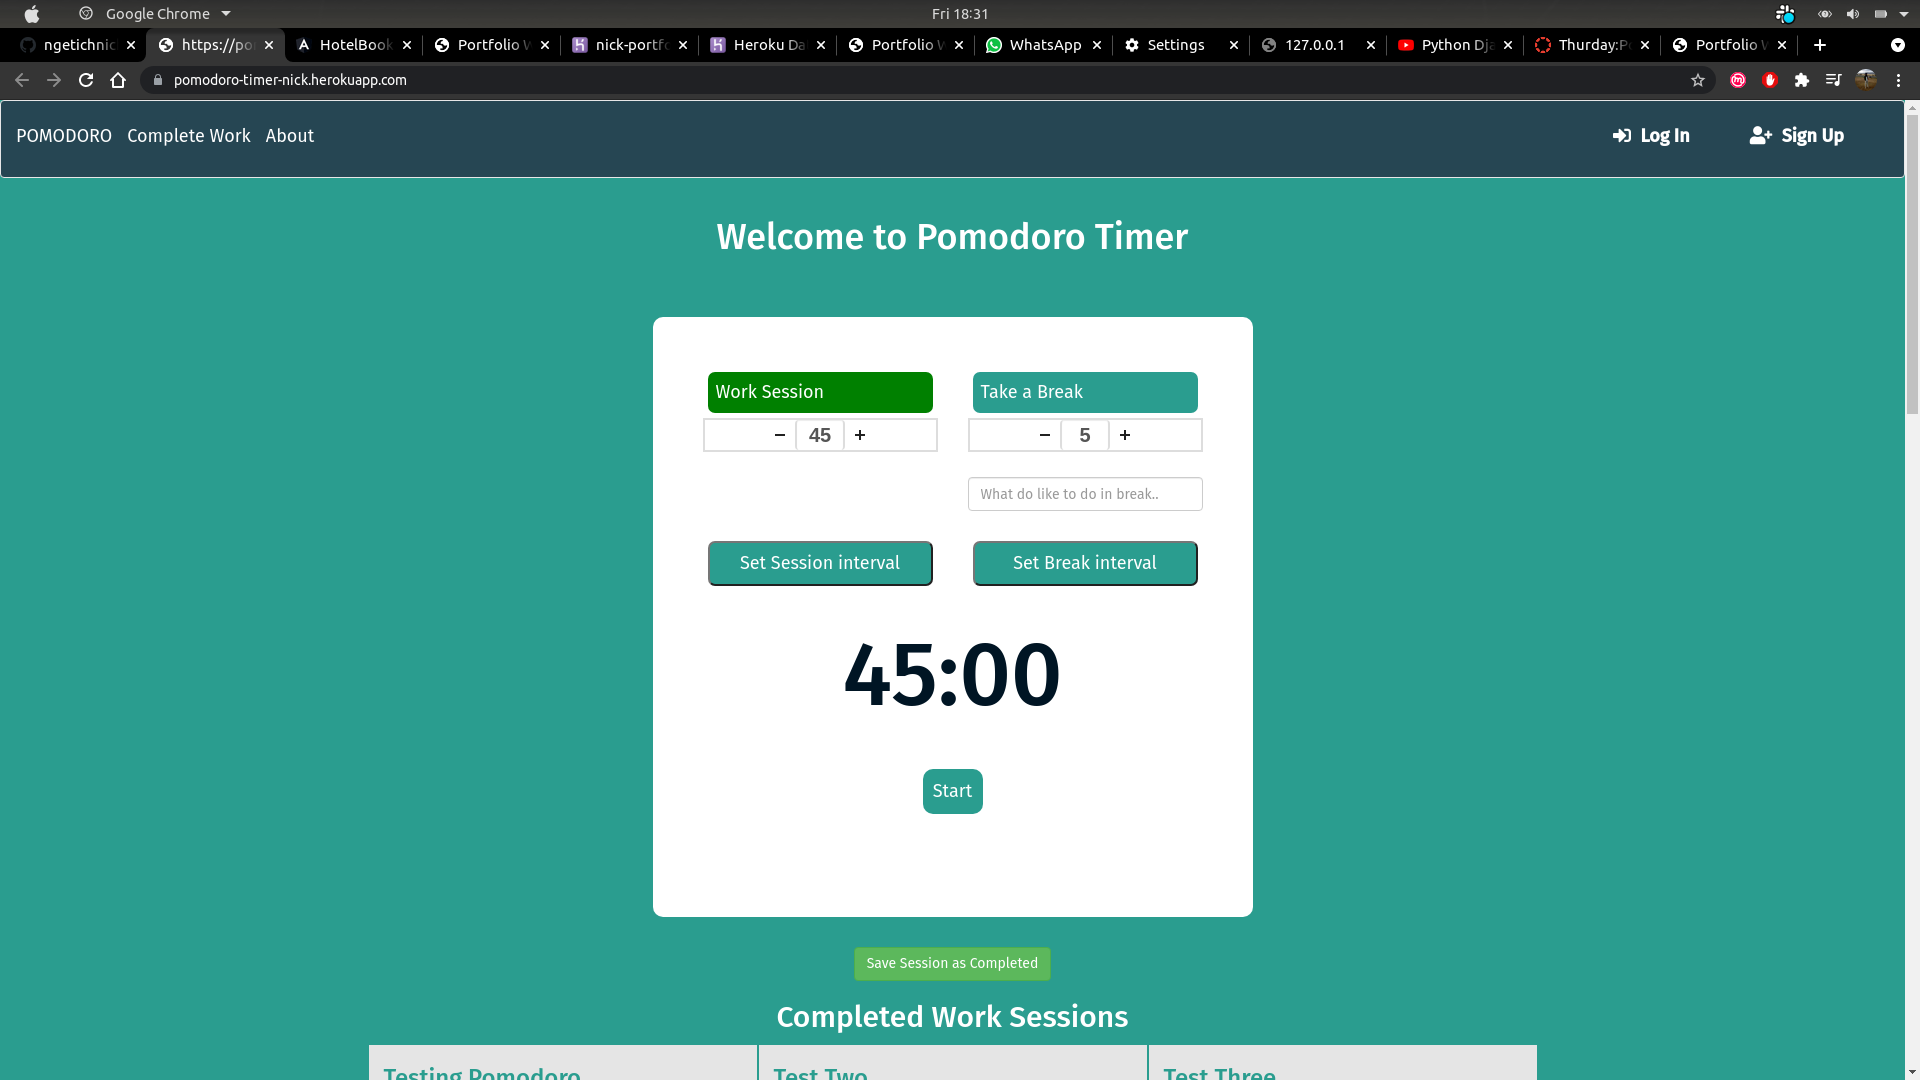 Google Chrome Fri 18:31
ngetichnic https://po HotelBook Portfolio W nick-portfo Heroku Da Portfolio W WhatsApp Settings 127.0.0.1 Python Dja Thurday:Po Portfolio W
pomodoro-timer-nick.herokuapp.com
POMODORO Complete Work About Log In Sign Up
Welcome to Pomodoro Timer
Work Session Take a Break
− 45 + − 5 +
What do like to do in break..
Set Session interval Set Break interval
45:00
Start
Save Session as Completed
Completed Work Sessions
Testing Pomodoro Test Two Test Three